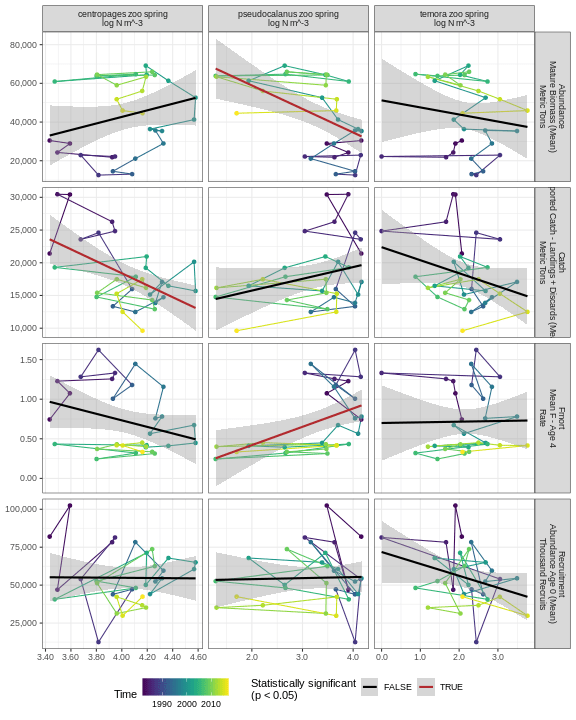 centropages zoo spring
log N m^-3
pseudocalanus zoo spring
log N m^-3
temora zoo spring
log N m^-3
80,000
60,000
40,000
20,000
Abundance
Mature Biomass (Mean)
Metric Tons
30,000
25,000
20,000
15,000
10,000
Catch
Catch - Landings + Discards
Metric Tons
1.50
1.00
0.50
0.00
Fmort
Mean F - Age 4
Rate
100,000
75,000
50,000
25,000
Recruitment
Abundance Age 0 (Mean)
Thousand Recruits
3.40 3.60 3.80 4.00 4.20 4.40 4.60
2.0 3.0 4.0
0.0 1.0 2.0 3.0
Time
1990 2000 2010
Statistically significant
(p < 0.05)
FALSE
TRUE